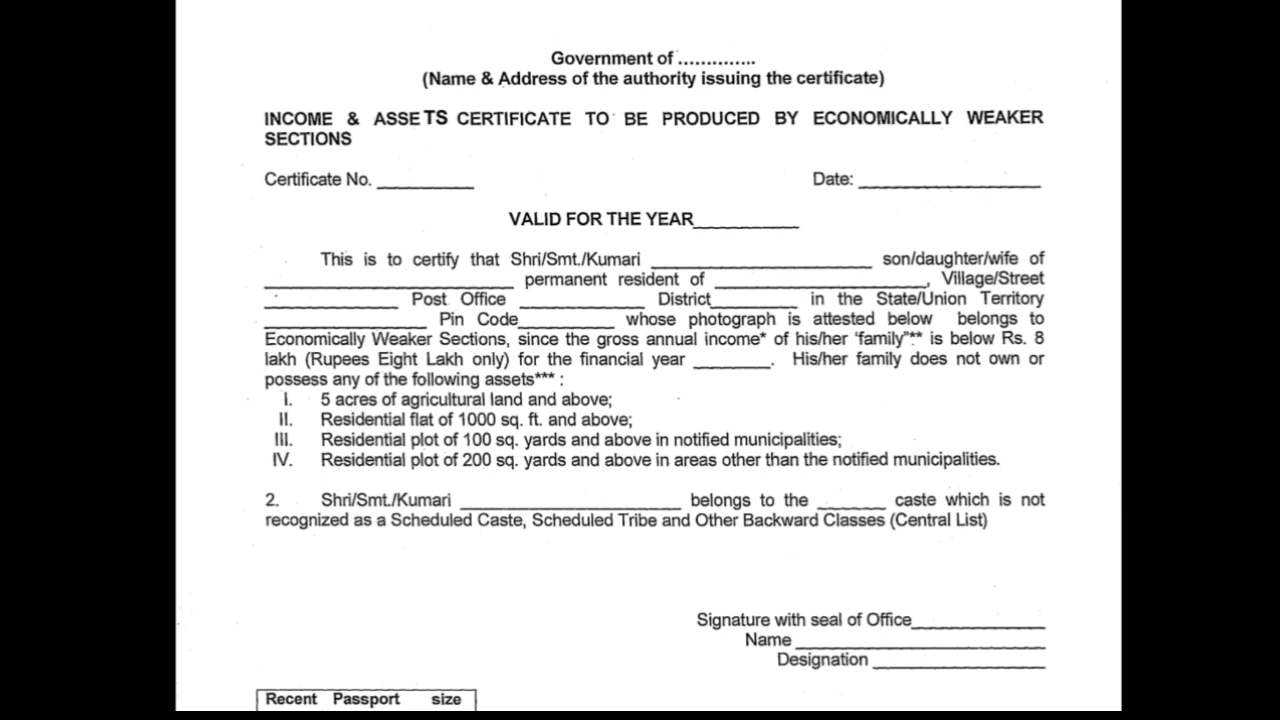 Government of ..............
(Name & Address of the authority issuing the certificate)
INCOME & ASSETS CERTIFICATE TO BE PRODUCED BY ECONOMICALLY WEAKER
SECTIONS
Certificate No. __________ Date: ___________________
VALID FOR THE YEAR___________
This is to certify that Shri/Smt./Kumari _______________________ son/daughter/wife of
__________________________ permanent resident of ______________________, Village/Street
______________ Post Office _____________ District_________ in the State/Union Territory
_________________ Pin Code__________ whose photograph is attested below belongs to
Economically Weaker Sections, since the gross annual income* of his/her 'family"** is below Rs. 8
lakh (Rupees Eight Lakh only) for the financial year ________. His/her family does not own or
possess any of the following assets*** :
I. 5 acres of agricultural land and above;
II. Residential flat of 1000 sq. ft. and above;
III. Residential plot of 100 sq. yards and above in notified municipalities;
IV. Residential plot of 200 sq. yards and above in areas other than the notified municipalities.
2. Shri/Smt./Kumari _______________________ belongs to the _______ caste which is not
recognized as a Scheduled Caste, Scheduled Tribe and Other Backward Classes (Central List)
Signature with seal of Office______________
Name __________________________
Designation __________________
Recent Passport size